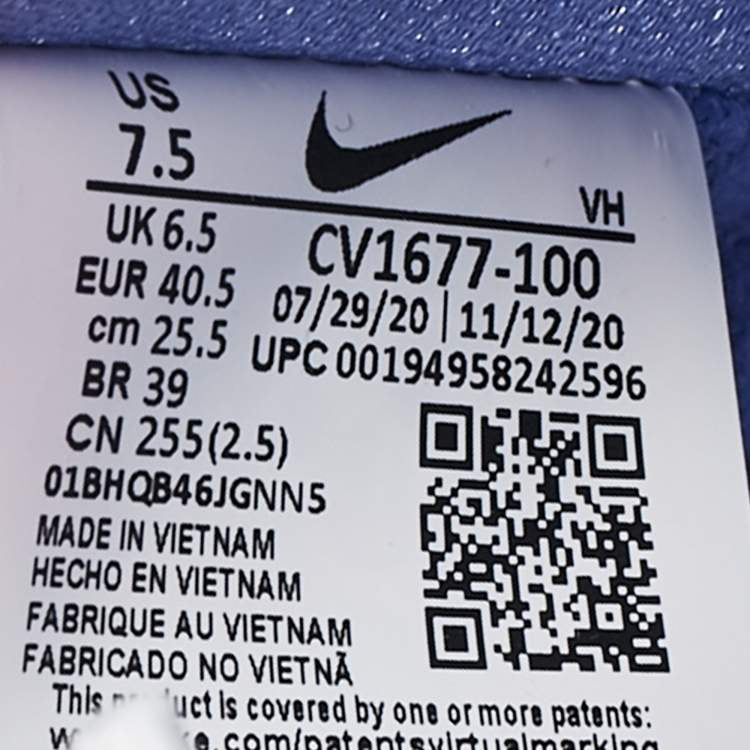 US
7.5
VH
UK 6.5
CV1677-100
EUR 40.5
07/29/20 | 11/12/20
cm 25.5
UPC 00194958242596
BR 39
CN 255(2.5)
01BHQB46JGNN5
MADE IN VIETNAM
HECHO EN VIETNAM
FABRIQUE AU VIETNAM
FABRICADO NO VIETNÃ
This is covered by one or more patents: